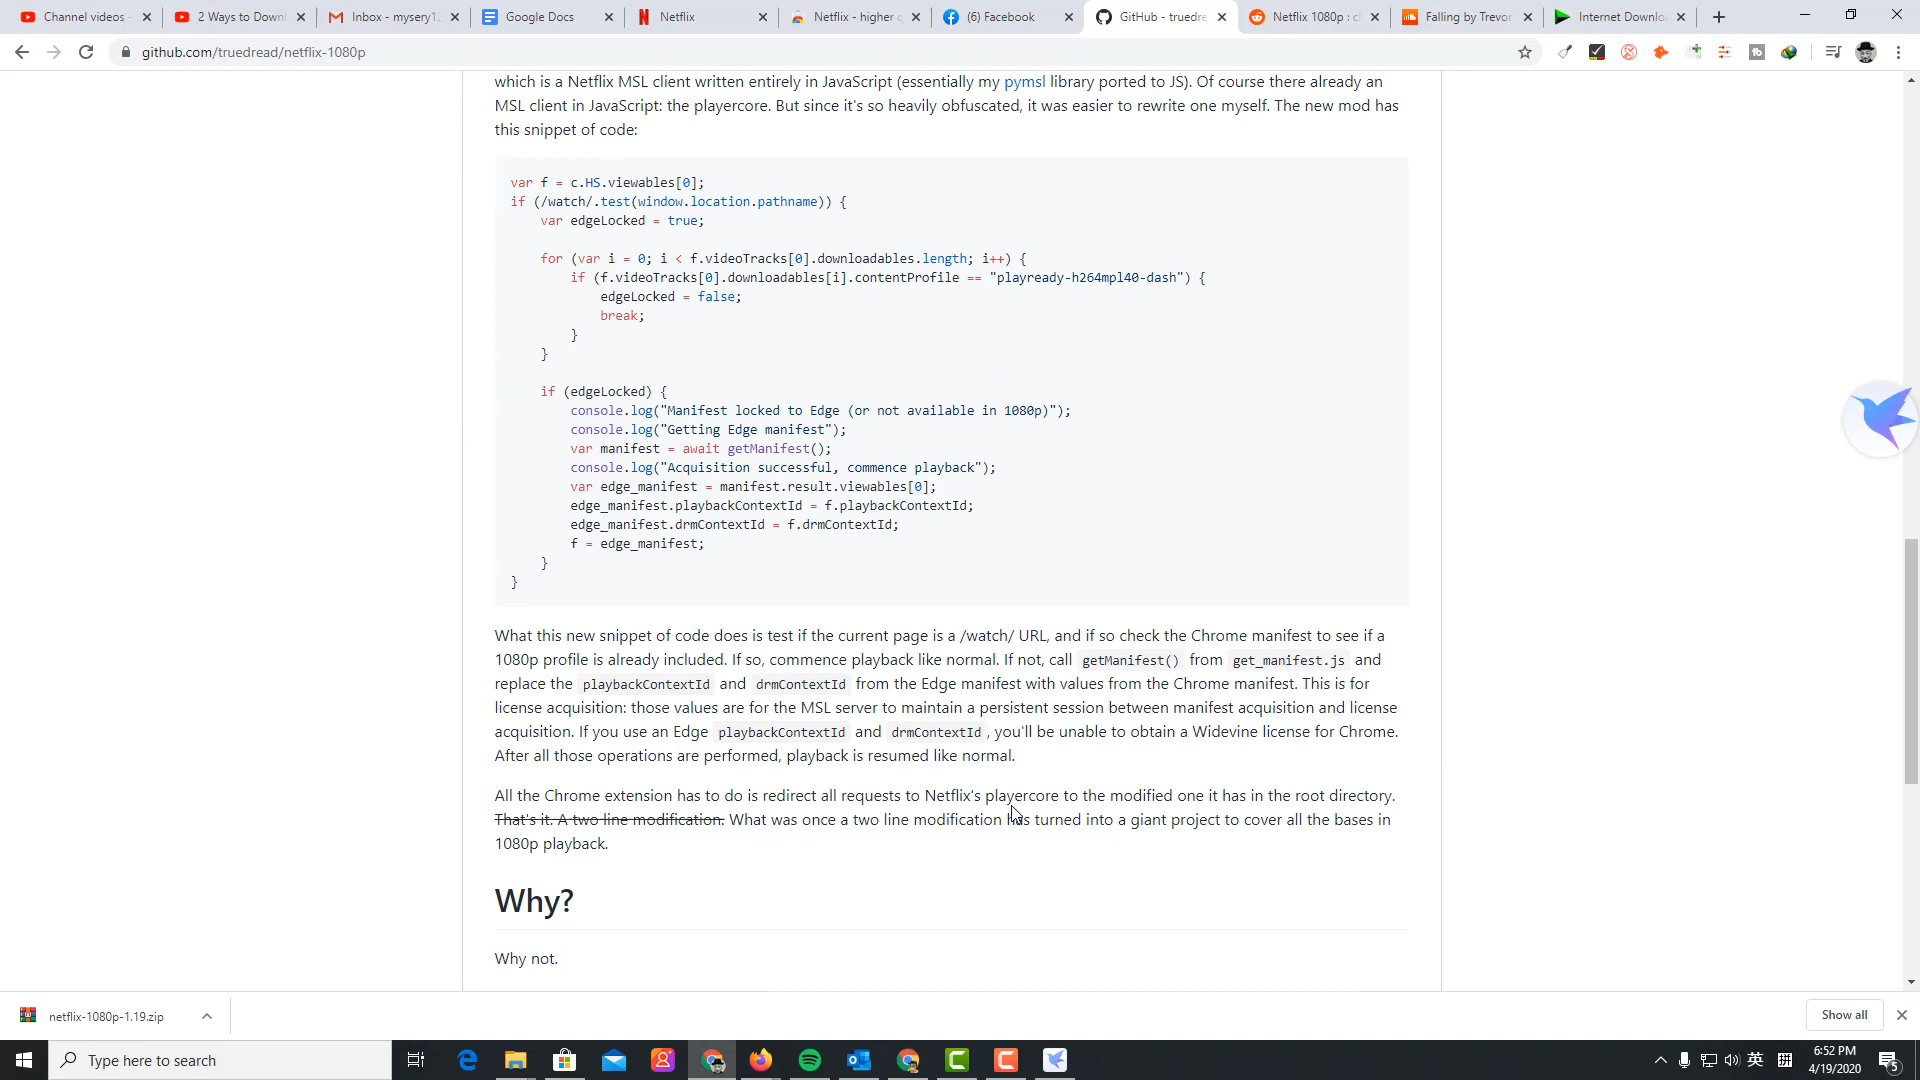 Channel videos -
2 Ways to Downl
Inbox - mysery12
Google Docs
Netflix
Netflix - higher q
(6) Facebook
GitHub - truedre
Netflix 1080p : c
Falling by Trevor
Internet Downlo
github.com/truedread/netflix-1080p
which is a Netflix MSL client written entirely in JavaScript (essentially my pymsl library ported to JS). Of course there already an
MSL client in JavaScript: the playercore. But since it's so heavily obfuscated, it was easier to rewrite one myself. The new mod has
this snippet of code:
var f = c.HS.viewables[0];
if (/watch/.test(window.location.pathname)) {
var edgeLocked = true;
for (var i = 0; i < f.videoTracks[0].downloadables.length; i++) {
if (f.videoTracks[0].downloadables[i].contentProfile == "playready-h264mpl40-dash") {
edgeLocked = false;
break;
}
}
if (edgeLocked) {
console.log("Manifest locked to Edge (or not available in 1080p)");
console.log("Getting Edge manifest");
var manifest = await getManifest();
console.log("Acquisition successful, commence playback");
var edge_manifest = manifest.result.viewables[0];
edge_manifest.playbackContextId = f.playbackContextId;
edge_manifest.drmContextId = f.drmContextId;
f = edge_manifest;
}
}
What this new snippet of code does is test if the current page is a /watch/ URL, and if so check the Chrome manifest to see if a
1080p profile is already included. If so, commence playback like normal. If not, call getManifest() from get_manifest.js and
replace the playbackContextId and drmContextId from the Edge manifest with values from the Chrome manifest. This is for
license acquisition: those values are for the MSL server to maintain a persistent session between manifest acquisition and license
acquisition. If you use an Edge playbackContextId and drmContextId, you'll be unable to obtain a Widevine license for Chrome.
After all those operations are performed, playback is resumed like normal.
All the Chrome extension has to do is redirect all requests to Netflix's playercore to the modified one it has in the root directory.
That's it. A two line modification. What was once a two line modification has turned into a giant project to cover all the bases in
1080p playback.
Why?
Why not.
netflix-1080p-1.19.zip
Show all
Type here to search
英
6:52 PM
4/19/2020
5